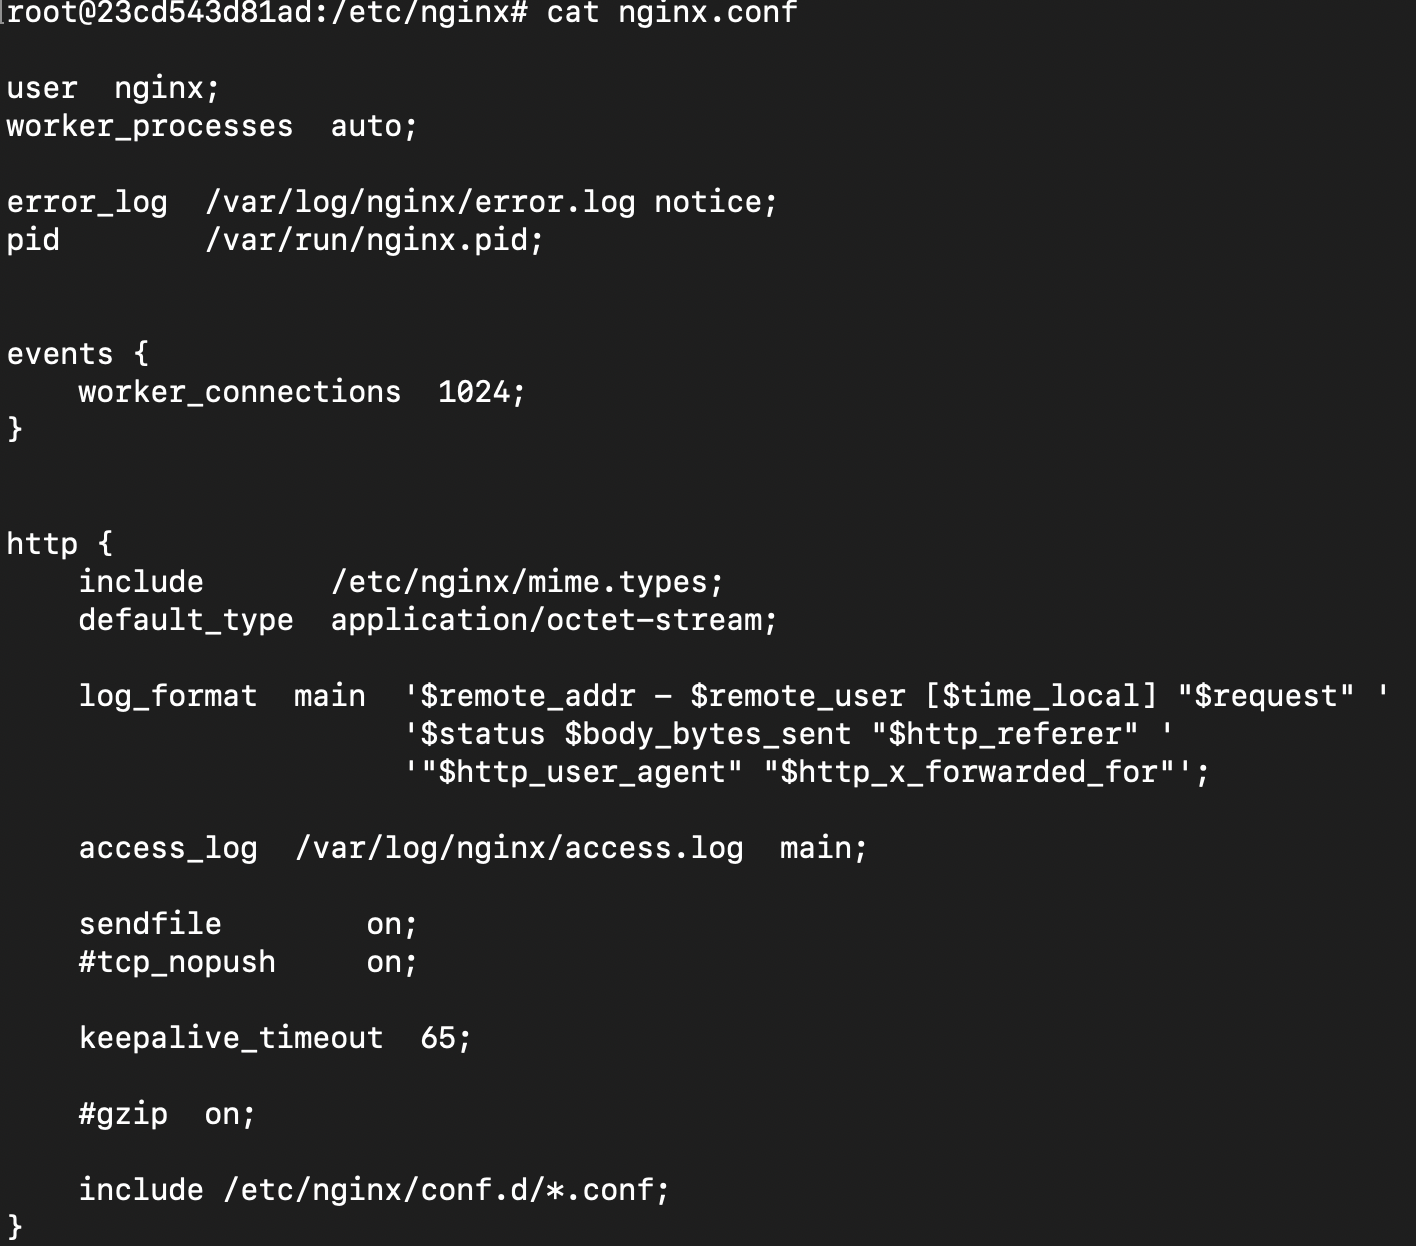 root@23cd543d81ad:/etc/nginx# cat nginx.conf

user  nginx;
worker_processes  auto;

error_log  /var/log/nginx/error.log notice;
pid        /var/run/nginx.pid;


events {
    worker_connections  1024;
}


http {
    include       /etc/nginx/mime.types;
    default_type  application/octet-stream;

    log_format  main  '$remote_addr - $remote_user [$time_local] "$request" '
                      '$status $body_bytes_sent "$http_referer" '
                      '"$http_user_agent" "$http_x_forwarded_for"';

    access_log  /var/log/nginx/access.log  main;

    sendfile        on;
    #tcp_nopush     on;

    keepalive_timeout  65;

    #gzip  on;

    include /etc/nginx/conf.d/*.conf;
}